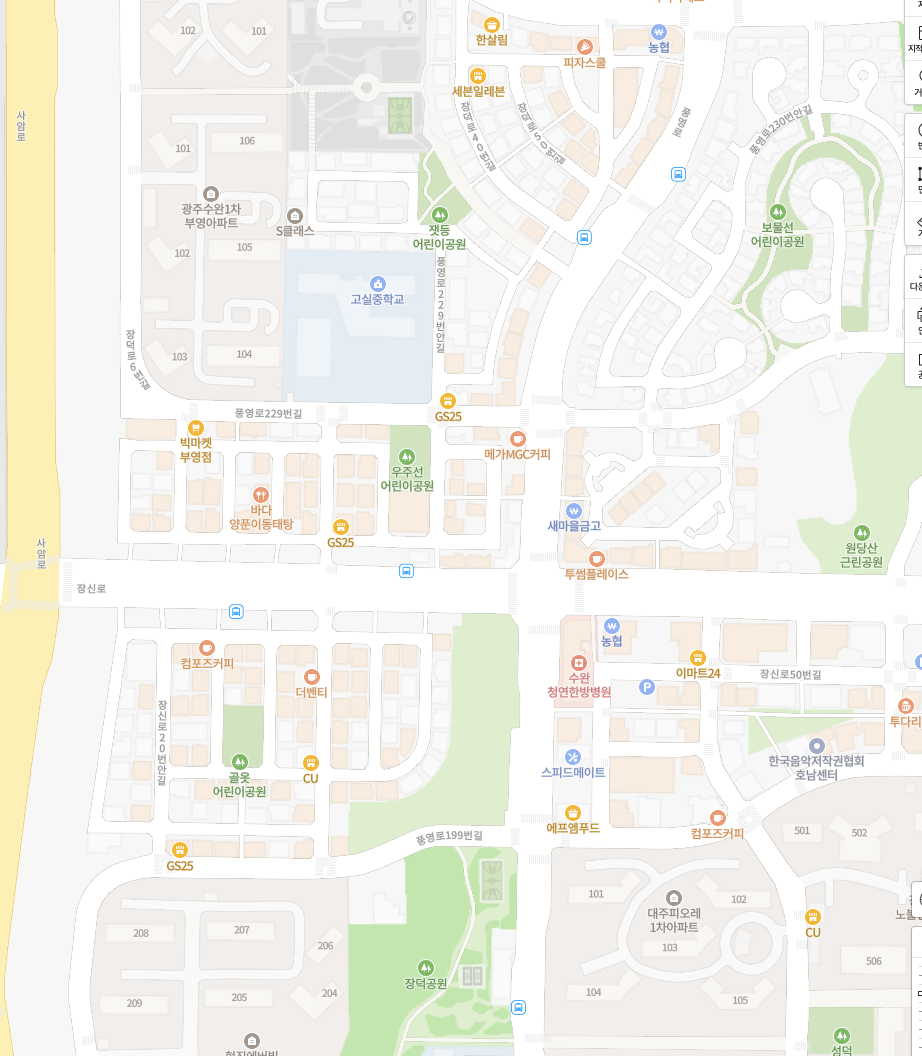 102
101
한살림
농협
피자스쿨
세븐일레븐
장덕로40번길
장덕로50번길
풍영로
풍영로230번안길
사암로
101
106
광주수완1차
부영아파트
S클래스
잿등
어린이공원
보물선
어린이공원
102
105
고실중학교
풍영로229번안길
장덕로6번길
103
104
풍영로229번길
GS25
빅마켓
부영점
메가MGC커피
우주선
어린이공원
바다
양푼이동태탕
GS25
새마을금고
사암로
원당산
근린공원
투썸플레이스
장신로
농협
컴포즈커피
이마트24
장신로50번길
수완
청연한방병원
더벤티
P
투다리
장신로20번안길
한국음악저작권협회
호남센터
골옷
어린이공원
CU
스피드메이트
에프엠푸드
컴포즈커피
501
502
풍영로199번길
GS25
101
102
대주피오레
1차아파트
103
CU
208
207
206
506
장덕공원
104
105
209
205
204
성덕